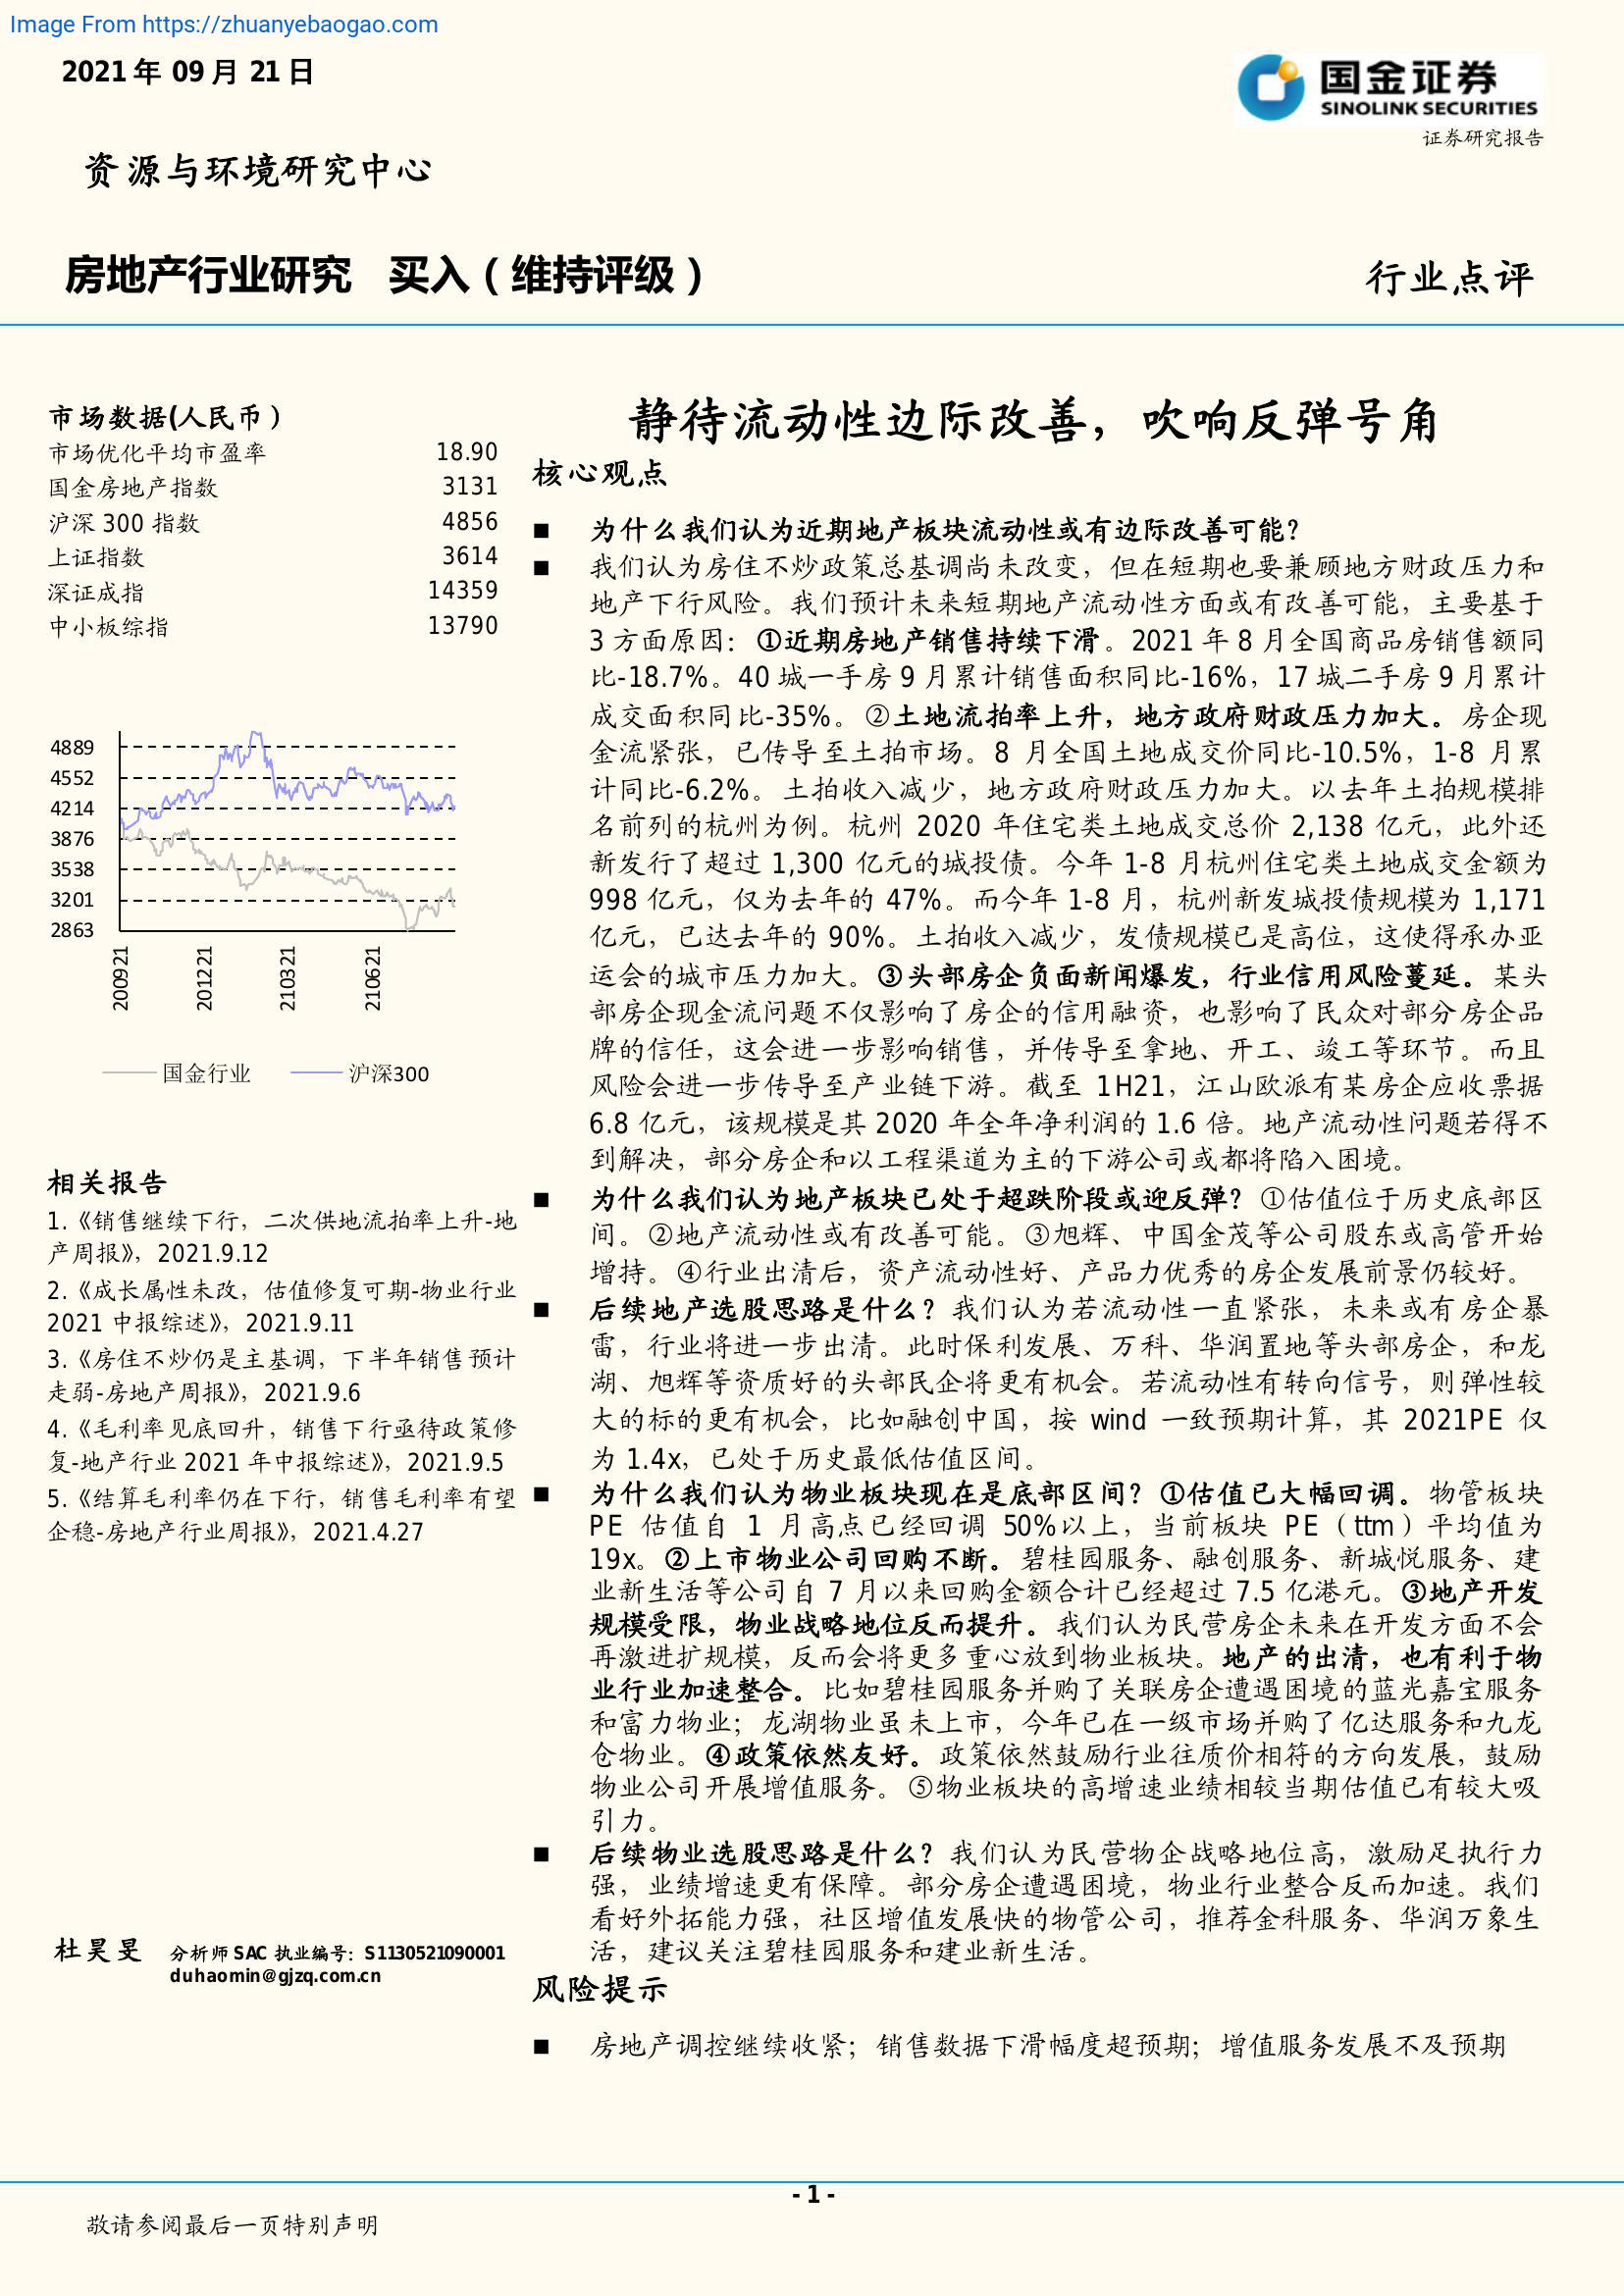 Image From https://zhuanyebaogao.com
2021 年 09 月 21 日
国金证券
SINOLINK SECURITIES
证券研究报告
资源与环境研究中心
房地产行业研究 买入（维持评级）
行业点评
市场数据(人民币）
市场优化平均市盈率 18.90
国金房地产指数 3131
沪深 300 指数 4856
上证指数 3614
深证成指 14359
中小板综指 13790
4889
4552
4214
3876
3538
3201
2863
200921
201221
210321
210621
国金行业 沪深300
相关报告
1.《销售继续下行，二次供地流拍率上升-地
产周报》，2021.9.12
2.《成长属性未改，估值修复可期-物业行业
2021 中报综述》，2021.9.11
3.《房住不炒仍是主基调，下半年销售预计
走弱-房地产周报》，2021.9.6
4.《毛利率见底回升，销售下行亟待政策修
复-地产行业 2021 年中报综述》，2021.9.5
5.《结算毛利率仍在下行，销售毛利率有望
企稳-房地产行业周报》，2021.4.27
杜昊旻 分析师 SAC 执业编号：S1130521090001
duhaomin@gjzq.com.cn
静待流动性边际改善，吹响反弹号角
核心观点
■ 为什么我们认为近期地产板块流动性或有边际改善可能？
■ 我们认为房住不炒政策总基调尚未改变，但在短期也要兼顾地方财政压力和
地产下行风险。我们预计未来短期地产流动性方面或有改善可能，主要基于
3 方面原因：①近期房地产销售持续下滑。2021 年 8 月全国商品房销售额同
比-18.7%。40 城一手房 9 月累计销售面积同比-16%，17 城二手房 9 月累计
成交面积同比-35%。②土地流拍率上升，地方政府财政压力加大。房企现
金流紧张，已传导至土拍市场。8 月全国土地成交价同比-10.5%，1-8 月累
计同比-6.2%。土拍收入减少，地方政府财政压力加大。以去年土拍规模排
名前列的杭州为例。杭州 2020 年住宅类土地成交总价 2,138 亿元，此外还
新发行了超过 1,300 亿元的城投债。今年 1-8 月杭州住宅类土地成交金额为
998 亿元，仅为去年的 47%。而今年 1-8 月，杭州新发城投债规模为 1,171
亿元，已达去年的 90%。土拍收入减少，发债规模已是高位，这使得承办亚
运会的城市压力加大。③头部房企负面新闻爆发，行业信用风险蔓延。某头
部房企现金流问题不仅影响了房企的信用融资，也影响了民众对部分房企品
牌的信任，这会进一步影响销售，并传导至拿地、开工、竣工等环节。而且
风险会进一步传导至产业链下游。截至 1H21，江山欧派有某房企应收票据
6.8 亿元，该规模是其 2020 年全年净利润的 1.6 倍。地产流动性问题若得不
到解决，部分房企和以工程渠道为主的下游公司或都将陷入困境。
■ 为什么我们认为地产板块已处于超跌阶段或迎反弹？①估值位于历史底部区
间。②地产流动性或有改善可能。③旭辉、中国金茂等公司股东或高管开始
增持。④行业出清后，资产流动性好、产品力优秀的房企发展前景仍较好。
■ 后续地产选股思路是什么？我们认为若流动性一直紧张，未来或有房企暴
雷，行业将进一步出清。此时保利发展、万科、华润置地等头部房企，和龙
湖、旭辉等资质好的头部民企将更有机会。若流动性有转向信号，则弹性较
大的标的更有机会，比如融创中国，按 wind 一致预期计算，其 2021PE 仅
为 1.4x，已处于历史最低估值区间。
■ 为什么我们认为物业板块现在是底部区间？①估值已大幅回调。物管板块
PE 估值自 1 月高点已经回调 50%以上，当前板块 PE（ttm）平均值为
19x。②上市物业公司回购不断。碧桂园服务、融创服务、新城悦服务、建
业新生活等公司自 7 月以来回购金额合计已经超过 7.5 亿港元。③地产开发
规模受限，物业战略地位反而提升。我们认为民营房企未来在开发方面不会
再激进扩规模，反而会将更多重心放到物业板块。地产的出清，也有利于物
业行业加速整合。比如碧桂园服务并购了关联房企遭遇困境的蓝光嘉宝服务
和富力物业；龙湖物业虽未上市，今年已在一级市场并购了亿达服务和九龙
仓物业。④政策依然友好。政策依然鼓励行业往质价相符的方向发展，鼓励
物业公司开展增值服务。⑤物业板块的高增速业绩相较当期估值已有较大吸
引力。
■ 后续物业选股思路是什么？我们认为民营物企战略地位高，激励足执行力
强，业绩增速更有保障。部分房企遭遇困境，物业行业整合反而加速。我们
看好外拓能力强，社区增值发展快的物管公司，推荐金科服务、华润万象生
活，建议关注碧桂园服务和建业新生活。
风险提示
■ 房地产调控继续收紧；销售数据下滑幅度超预期；增值服务发展不及预期
- 1 -
敬请参阅最后一页特别声明